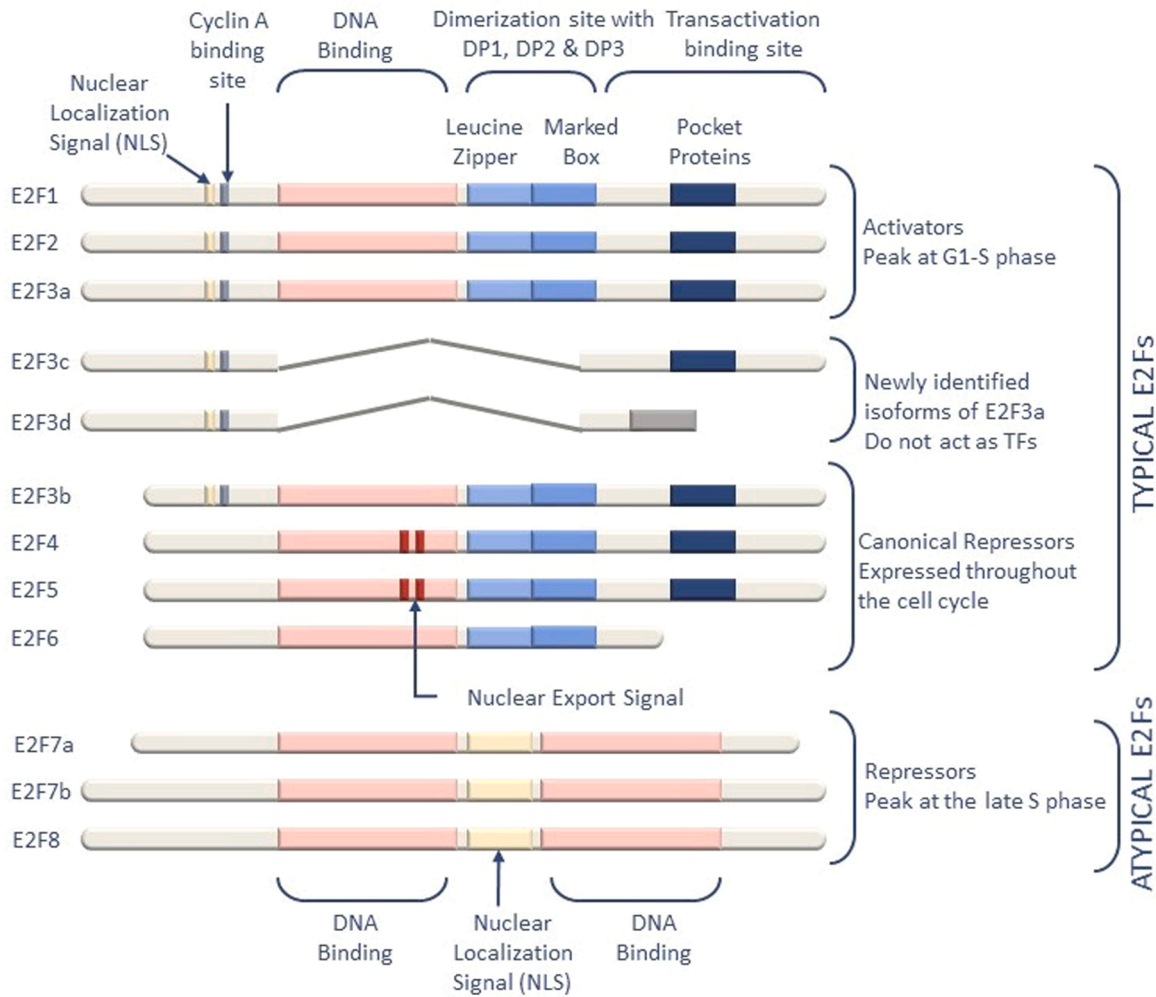 Cyclin A
binding
site
DNA
Binding
Dimerization site with
DP1, DP2 & DP3
Transactivation
binding site
Nuclear
Localization
Signal (NLS)
Leucine
Zipper
Marked
Box
Pocket
Proteins
E2F1
E2F2
E2F3a
Activators
Peak at G1-S phase
E2F3c
E2F3d
Newly identified
isoforms of E2F3a
Do not act as TFs
E2F3b
E2F4
E2F5
E2F6
Canonical Repressors
Expressed throughout
the cell cycle
Nuclear Export Signal
TYPICAL E2Fs
E2F7a
E2F7b
E2F8
Repressors
Peak at the late S phase
ATYPICAL E2Fs
DNA
Binding
Nuclear
Localization
Signal (NLS)
DNA
Binding